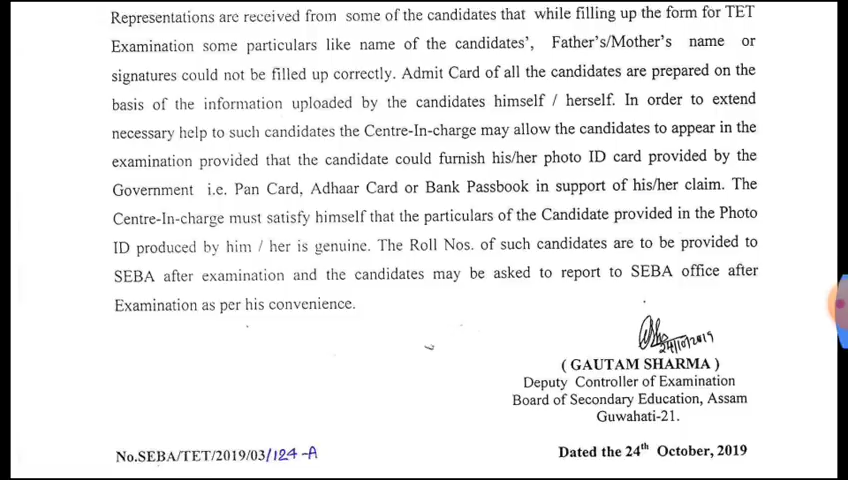 Representations are received from some of the candidates that while filling up the form for TET
Examination some particulars like name of the candidates', Father's/Mother's name or
signatures could not be filled up correctly. Admit Card of all the candidates are prepared on the
basis of the information uploaded by the candidates himself / herself. In order to extend
necessary help to such candidates the Centre-In-charge may allow the candidates to appear in the
examination provided that the candidate could furnish his/her photo ID card provided by the
Government i.e. Pan Card, Adhaar Card or Bank Passbook in support of his/her claim. The
Centre-In-charge must satisfy himself that the particulars of the Candidate provided in the Photo
ID produced by him / her is genuine. The Roll Nos. of such candidates are to be provided to
SEBA after examination and the candidates may be asked to report to SEBA office after
Examination as per his convenience.
24/10/2019
( GAUTAM SHARMA )
Deputy Controller of Examination
Board of Secondary Education, Assam
Guwahati-21.
No.SEBA/TET/2019/03/124-A Dated the 24th October, 2019